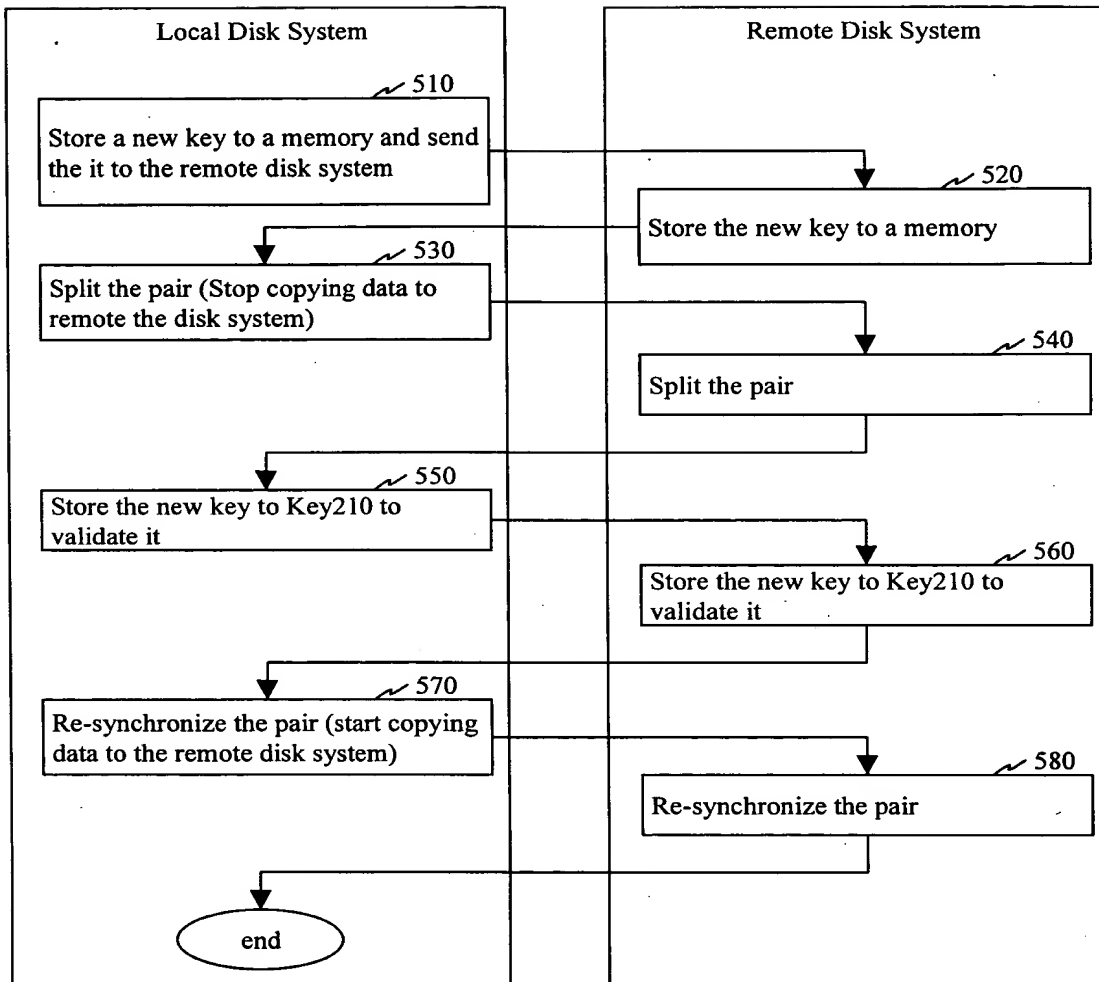 Local Disk System
Remote Disk System
510
Store a new key to a memory and send
the it to the remote disk system
520
Store the new key to a memory
530
Split the pair (Stop copying data to
remote the disk system)
540
Split the pair
550
Store the new key to Key210 to
validate it
560
Store the new key to Key210 to
validate it
570
Re-synchronize the pair (start copying
data to the remote disk system)
580
Re-synchronize the pair
end